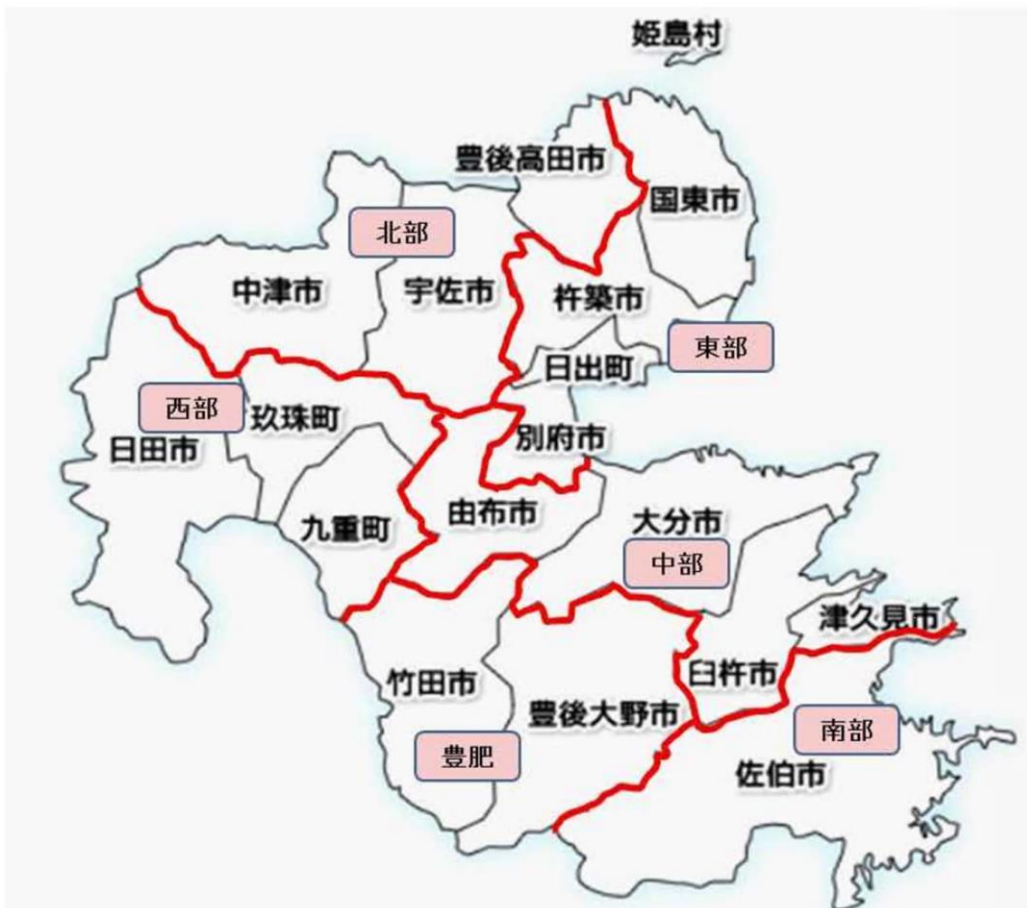 姫島村
豊後高田市
国東市
北部
中津市
宇佐市
杵築市
東部
日出町
西部
玖珠町
日田市
別府市
由布市
大分市
九重町
中部
津久見市
臼杵市
竹田市
豊後大野市
南部
豊肥
佐伯市